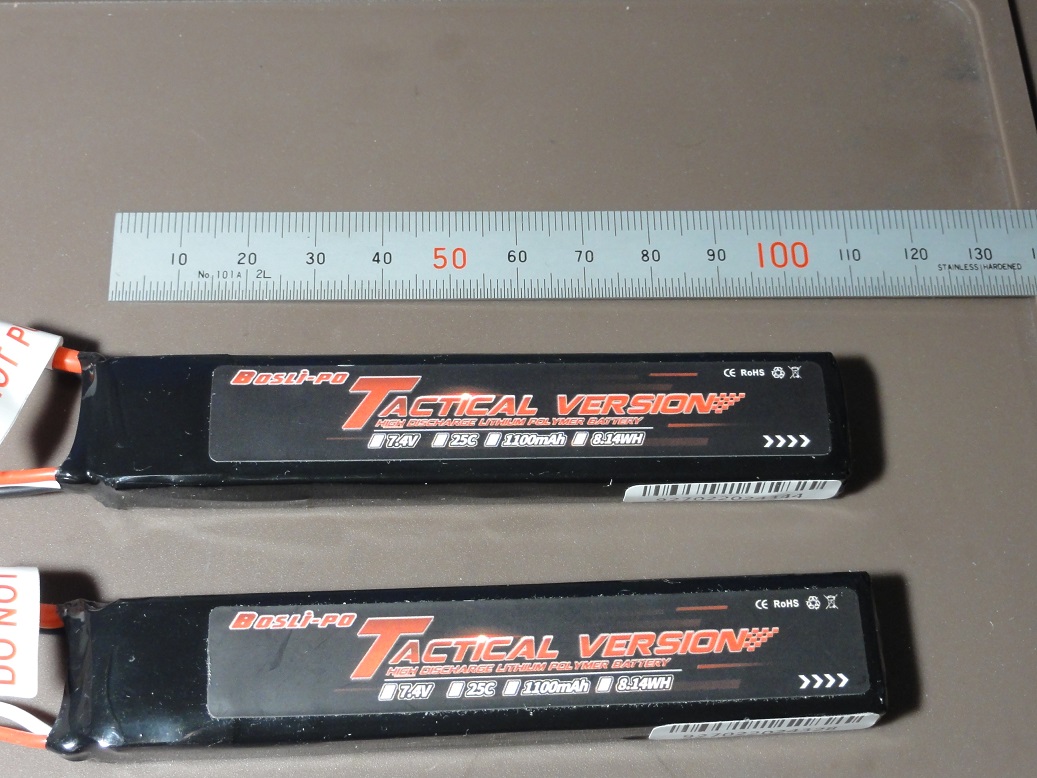 10 20 30 40 50 60 70 80 90 100 110 120 130
No.101A 2L
STAINLESS HARDENED
NOT
BOSLI-PO
CE RoHS
TACTICAL VERSION
HIGH DISCHARGE LITHIUM POLYMER BATTERY
7.4V 25C 1100mAh 8.14WH
DO NOT
BOSLI-PO
CE RoHS
TACTICAL VERSION
HIGH DISCHARGE LITHIUM POLYMER BATTERY
7.4V 25C 1100mAh 8.14WH